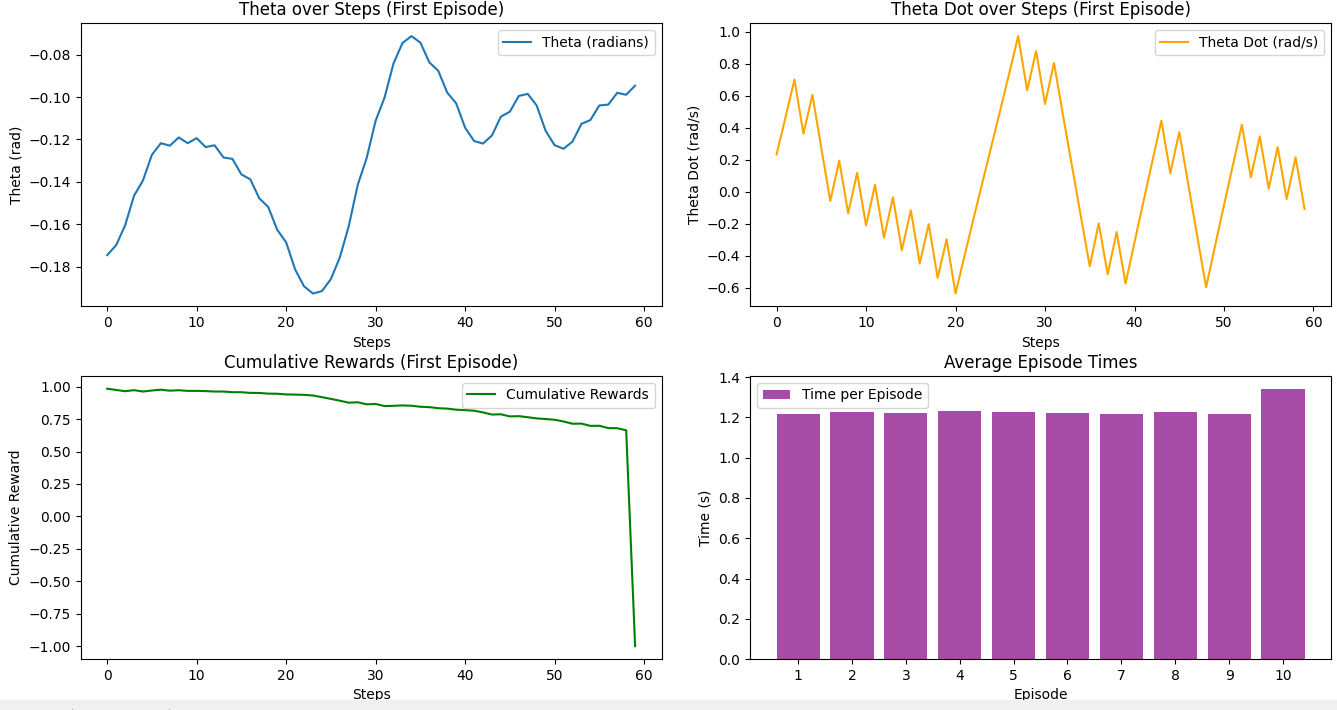 Theta over Steps (First Episode)
Theta (radians)
Theta (rad)
−0.08
−0.10
−0.12
−0.14
−0.16
−0.18
0 10 20 30 40 50 60
Steps
Theta Dot over Steps (First Episode)
Theta Dot (rad/s)
Theta Dot (rad/s)
1.0
0.8
0.6
0.4
0.2
0.0
−0.2
−0.4
−0.6
0 10 20 30 40 50 60
Steps
Cumulative Rewards (First Episode)
Cumulative Rewards
Cumulative Reward
1.00
0.75
0.50
0.25
0.00
−0.25
−0.50
−0.75
−1.00
0 10 20 30 40 50 60
Steps
Average Episode Times
Time per Episode
Time (s)
1.4
1.2
1.0
0.8
0.6
0.4
0.2
0.0
1 2 3 4 5 6 7 8 9 10
Episode